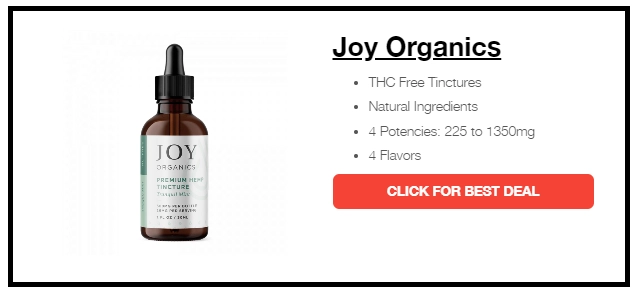 Joy Organics
THC Free Tinctures
Natural Ingredients
4 Potencies: 225 to 1350mg
4 Flavors
CLICK FOR BEST DEAL
JOY
ORGANICS
PREMIUM HEMP
TINCTURE
Tranquil Mint
1 FL OZ / 30ML